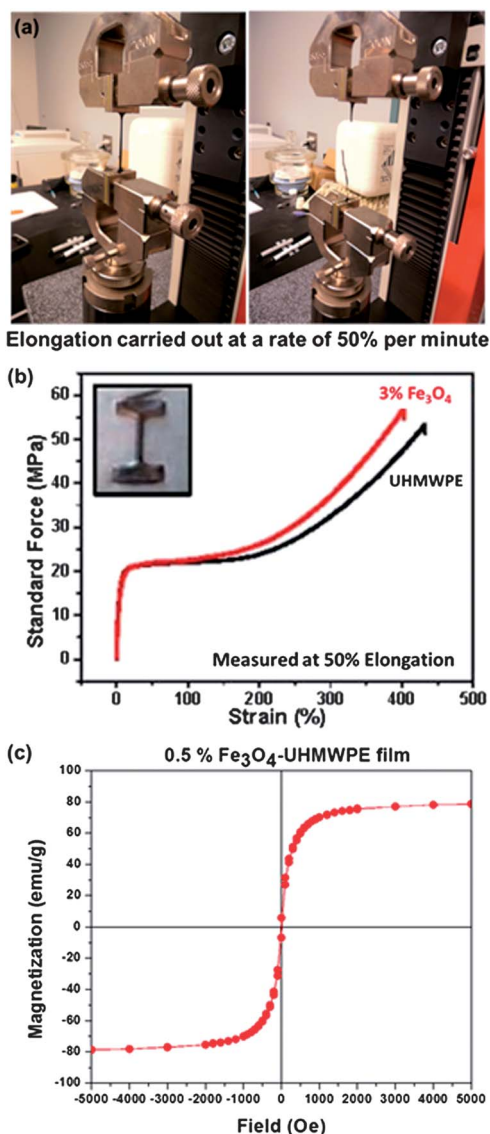 (a)
Elongation carried out at a rate of 50% per minute
(b)
60
50
40
30
20
10
0
Standard Force (MPa)
3% Fe₃O₄
UHMWPE
Measured at 50% Elongation
0 100 200 300 400 500
Strain (%)
(c)
0.5 % Fe₃O₄-UHMWPE film
100
80
60
40
20
0
-20
-40
-60
-80
-100
Magnetization (emu/g)
-5000 -4000 -3000 -2000 -1000 0 1000 2000 3000 4000 5000
Field (Oe)